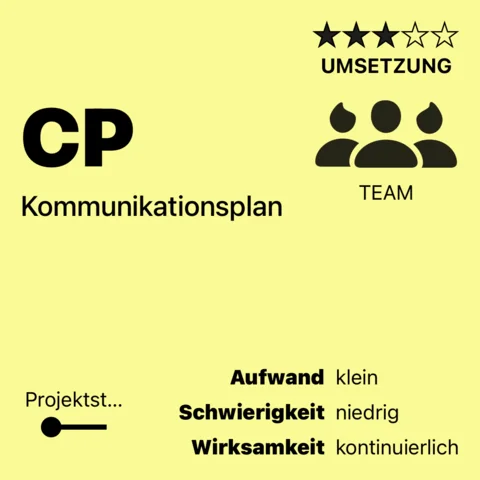 ★★★☆☆
UMSETZUNG
CP
Kommunikationsplan
TEAM
Projektst...
Aufwand klein
Schwierigkeit niedrig
Wirksamkeit kontinuierlich